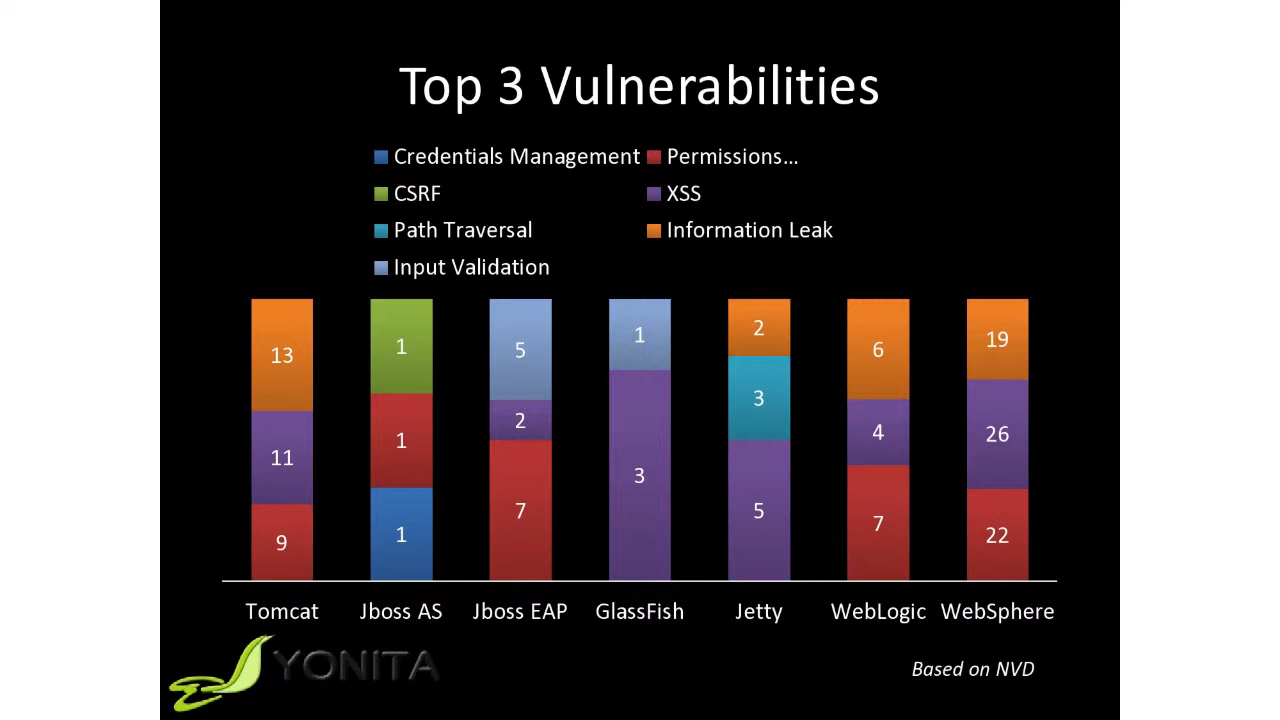 Top 3 Vulnerabilities
Credentials Management Permissions...
CSRF XSS
Path Traversal Information Leak
Input Validation
13 1 5 1 2 6 19
11 1 2 3 3 4 26
9 1 7 5 7 22
Tomcat Jboss AS Jboss EAP GlassFish Jetty WebLogic WebSphere
YONITA
Based on NVD